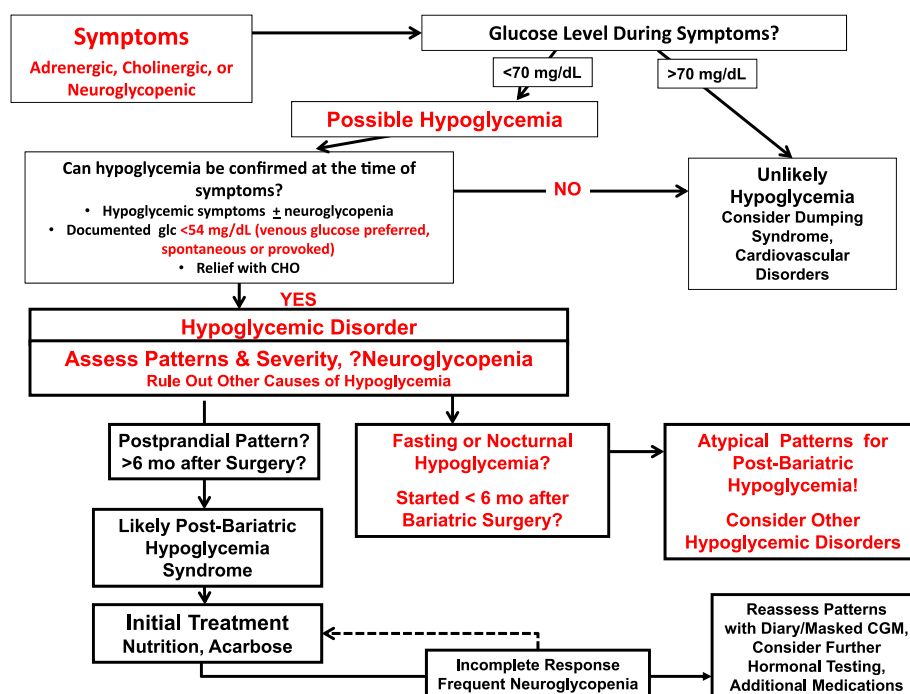 Symptoms
Adrenergic, Cholinergic, or
Neuroglycopenic
Glucose Level During Symptoms?
<70 mg/dL
>70 mg/dL
Possible Hypoglycemia
Can hypoglycemia be confirmed at the time of
symptoms?
• Hypoglycemic symptoms ± neuroglycopenia
• Documented glc <54 mg/dL (venous glucose preferred,
spontaneous or provoked)
• Relief with CHO
NO
Unlikely
Hypoglycemia
Consider Dumping
Syndrome,
Cardiovascular
Disorders
YES
Hypoglycemic Disorder
Assess Patterns & Severity, ?Neuroglycopenia
Rule Out Other Causes of Hypoglycemia
Postprandial Pattern?
>6 mo after Surgery?
Fasting or Nocturnal
Hypoglycemia?
Started < 6 mo after
Bariatric Surgery?
Atypical Patterns for
Post-Bariatric
Hypoglycemia!
Consider Other
Hypoglycemic Disorders
Likely Post-Bariatric
Hypoglycemia
Syndrome
Initial Treatment
Nutrition, Acarbose
Incomplete Response
Frequent Neuroglycopenia
Reassess Patterns
with Diary/Masked CGM,
Consider Further
Hormonal Testing,
Additional Medications